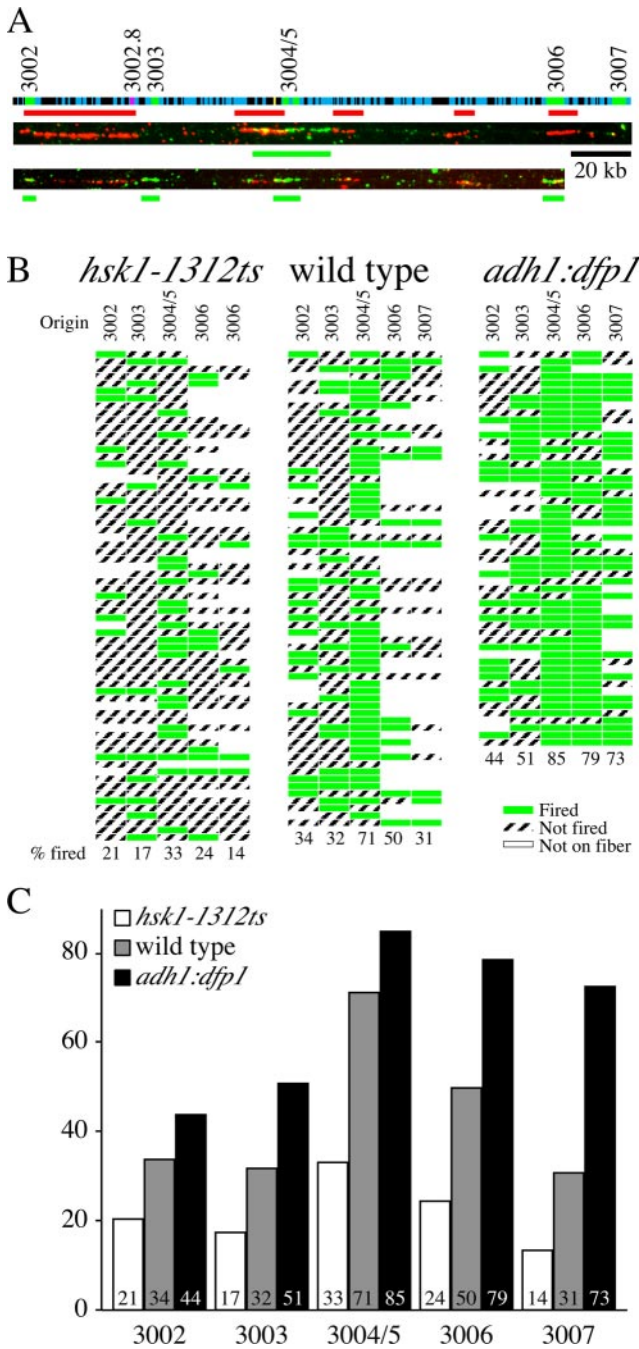 A
3002
3002.8
3003
3004/5
3006
3007
20 kb
B
hsk1-1312ts wild type adh1:dfp1
Origin 3002 3003 3004/5 3006 3006 3002 3003 3004/5 3006 3007 3002 3003 3004/5 3006 3007
44 51 85 79 73
Fired
Not fired
Not on fiber
% fired 21 17 33 24 14 34 32 71 50 31
C
hsk1-1312ts
wild type
adh1:dfp1
80
60
40
20
0
21 34 44 17 32 51 33 71 85 24 50 79 14 31 73
3002 3003 3004/5 3006 3007